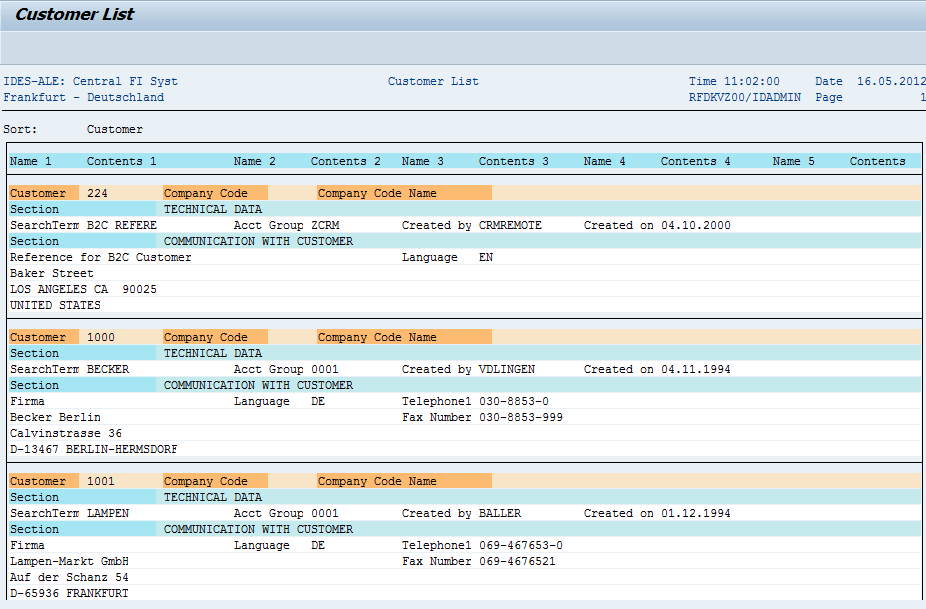 Customer List
IDES-ALE: Central FI Syst Customer List Time 11:02:00 Date 16.05.2012
Frankfurt - Deutschland RFDKVZ00/IDADMIN Page 1
Sort: Customer
Name 1 Contents 1 Name 2 Contents 2 Name 3 Contents 3 Name 4 Contents 4 Name 5 Contents
Customer 224 Company Code Company Code Name
Section TECHNICAL DATA
SearchTerm B2C REFERE Acct Group ZCRM Created by CRMREMOTE Created on 04.10.2000
Section COMMUNICATION WITH CUSTOMER
Reference for B2C Customer Language EN
Baker Street
LOS ANGELES CA 90025
UNITED STATES
Customer 1000 Company Code Company Code Name
Section TECHNICAL DATA
SearchTerm BECKER Acct Group 0001 Created by VDLINGEN Created on 04.11.1994
Section COMMUNICATION WITH CUSTOMER
Firma Language DE Telephone1 030-8853-0
Becker Berlin Fax Number 030-8853-999
Calvinstrasse 36
D-13467 BERLIN-HERMSDORF
Customer 1001 Company Code Company Code Name
Section TECHNICAL DATA
SearchTerm LAMPEN Acct Group 0001 Created by BALLER Created on 01.12.1994
Section COMMUNICATION WITH CUSTOMER
Firma Language DE Telephone1 069-467653-0
Lampen-Markt GmbH Fax Number 069-4676521
Auf der Schanz 54
D-65936 FRANKFURT